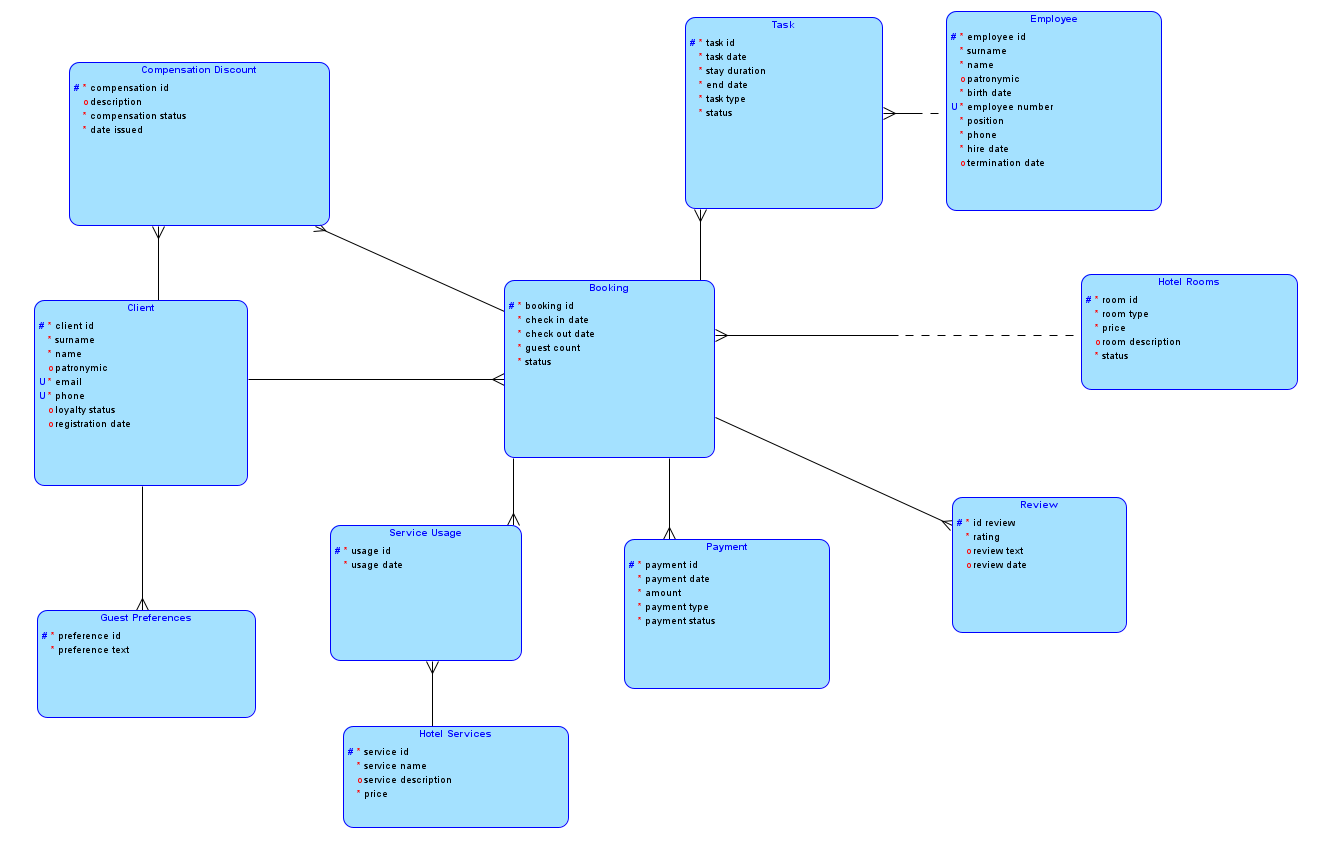 Task
# * task id
* task date
* stay duration
* end date
* task type
* status
Employee
# * employee id
* surname
* name
o patronymic
* birth date
U * employee number
* position
* phone
* hire date
o termination date
Compensation Discount
# * compensation id
o description
* compensation status
* date issued
Client
# * client id
* surname
* name
o patronymic
U * email
U * phone
o loyalty status
o registration date
Booking
# * booking id
* check in date
* check out date
* guest count
* status
Hotel Rooms
# * room id
* room type
* price
o room description
* status
Guest Preferences
# * preference id
* preference text
Service Usage
# * usage id
* usage date
Payment
# * payment id
* payment date
* amount
* payment type
* payment status
Review
# * id review
* rating
o review text
o review date
Hotel Services
# * service id
* service name
o service description
* price